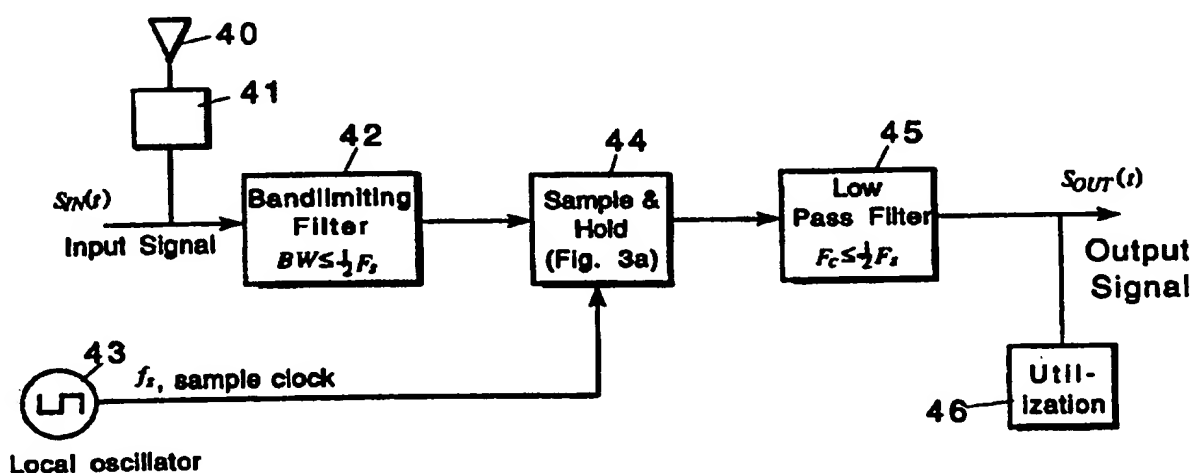 40
41
42
44
45
S_IN(t)
Input Signal
Bandlimiting
Filter
BW≤½F_s
Sample &
Hold
(Fig. 3a)
Low
Pass Filter
F_C≤½F_s
S_OUT(t)
Output
Signal
43
f_s, sample clock
46
Util-
ization
Local oscillator